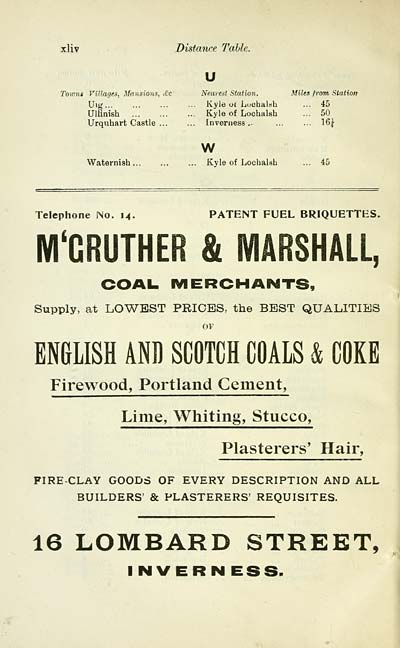 xliv Distance Table.
U
Towns Villages, Mansions, &c Nearest Station. Miles from Station
Uig ... ... ... ... Kyle of Lochalsh ... 45
Ullinish ... ... ... Kyle of Lochalsh ... 50
Urquhart Castle ... ... Inverness .. ... ... 16¼
W
Waternish ... ... ... Kyle of Lochalsh ... 45
Telephone No. 14. PATENT FUEL BRIQUETTES.
M‘GRUTHER & MARSHALL,
COAL MERCHANTS,
Supply, at LOWEST PRICES, the BEST QUALITIES
OF
ENGLISH AND SCOTCH COALS & COKE
Firewood, Portland Cement,
Lime, Whiting, Stucco,
Plasterers’ Hair,
FIRE-CLAY GOODS OF EVERY DESCRIPTION AND ALL
BUILDERS’ & PLASTERERS’ REQUISITES.
16 LOMBARD STREET,
INVERNESS.